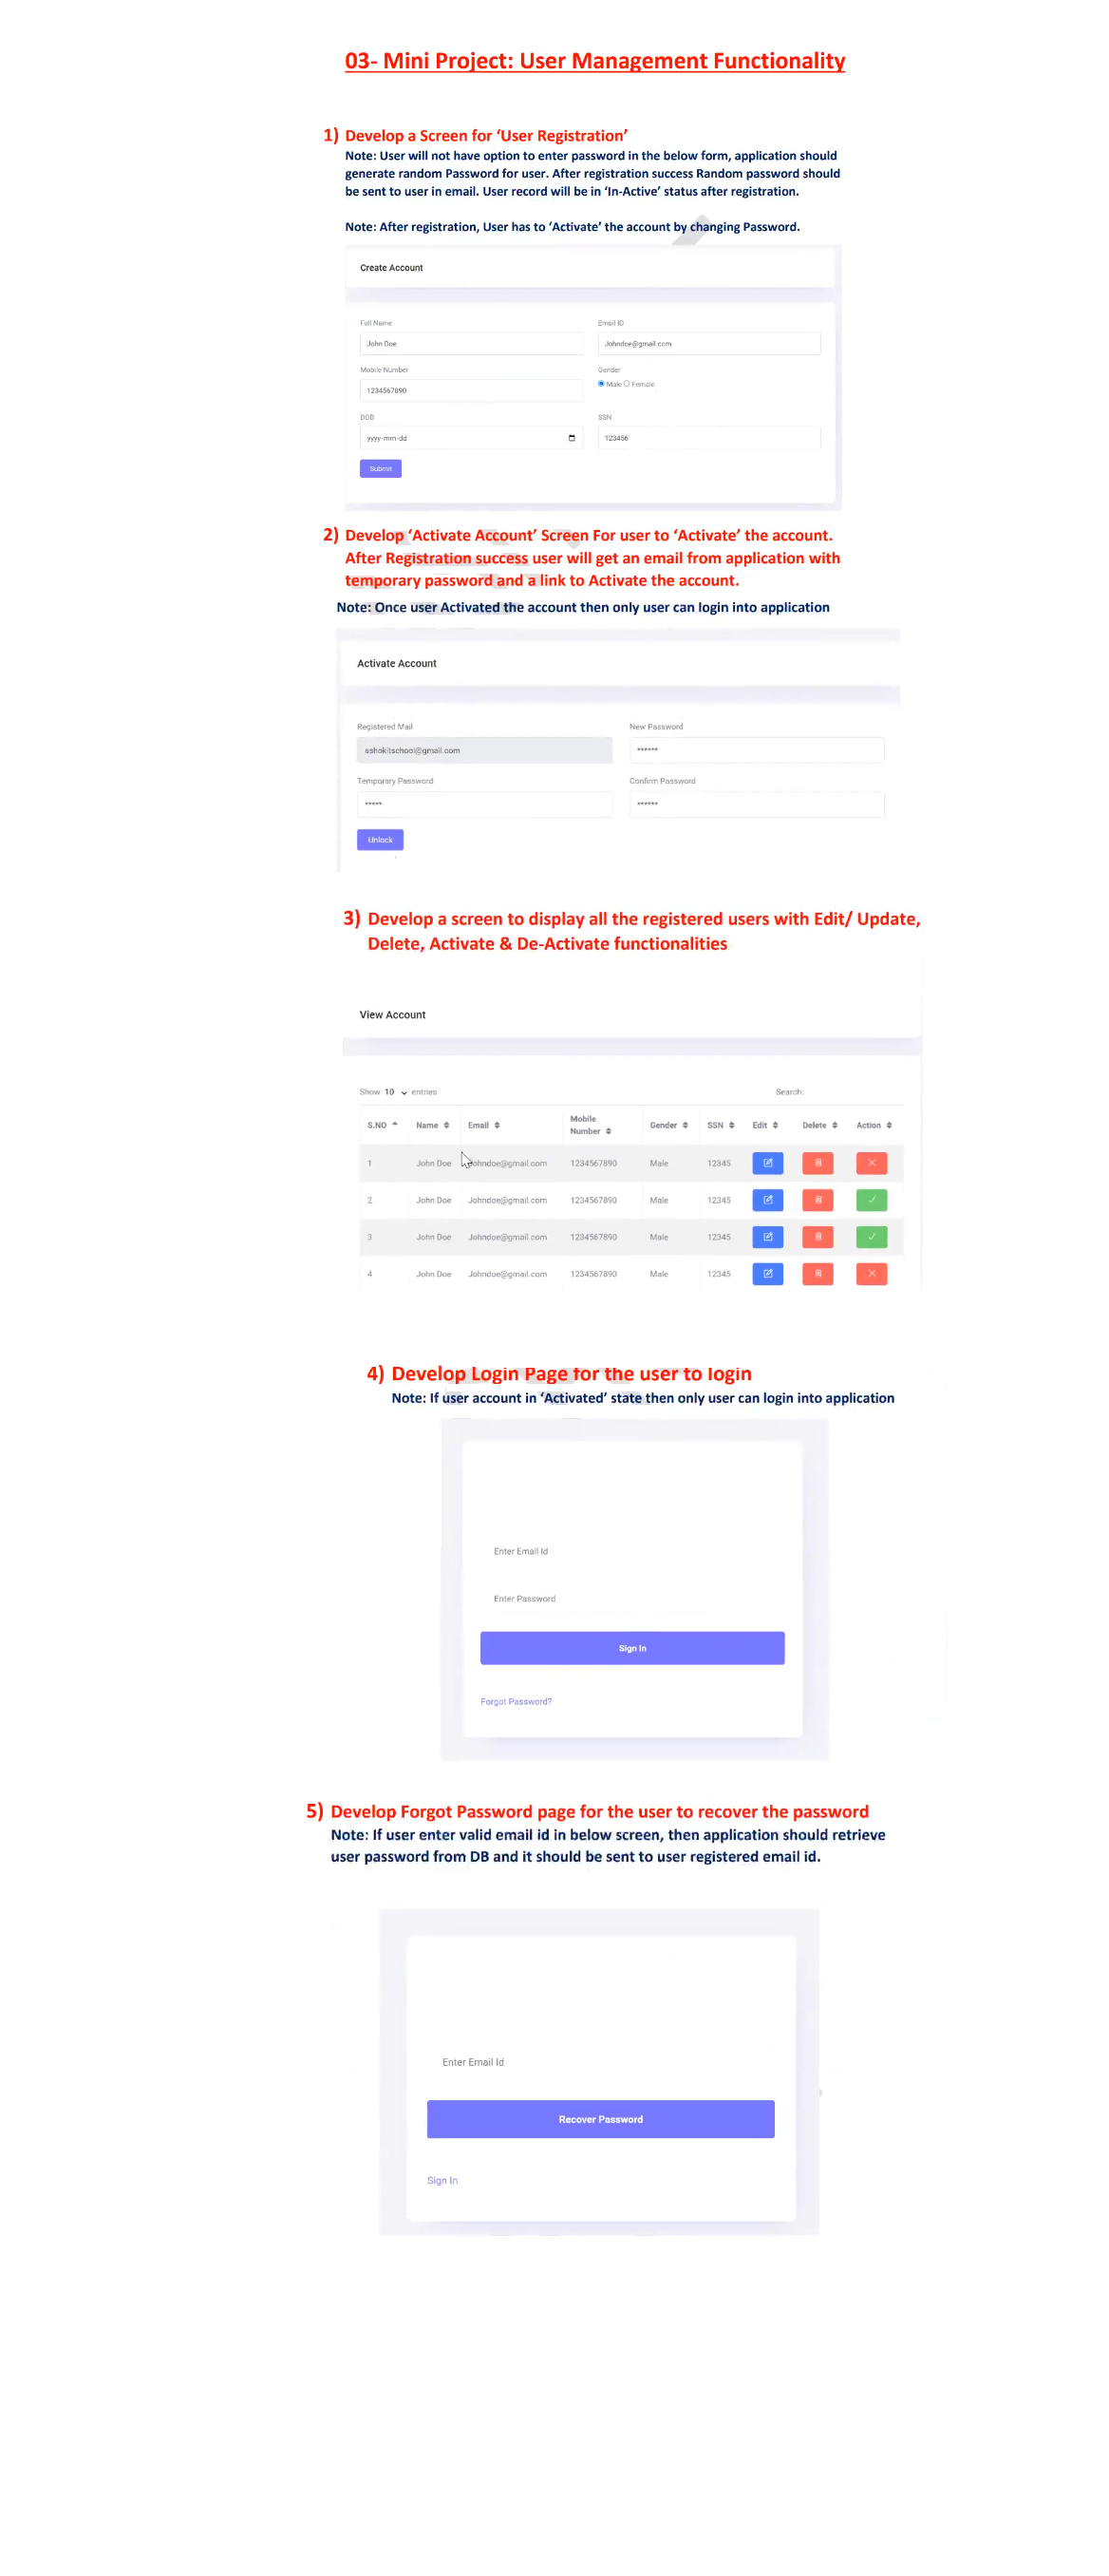 03- Mini Project: User Management Functionality
1) Develop a Screen for ‘User Registration’
Note: User will not have option to enter password in the below form, application should
generate random Password for user. After registration success Random password should
be sent to user in email. User record will be in ‘In-Active’ status after registration.
Note: After registration, User has to ‘Activate’ the account by changing Password.
Create Account
Full Name
Email ID
John Doe
Johndoe@gmail.com
Mobile Number
Gender
1234567890
Male Female
DOB
SSN
yyyy-mm-dd
123456
Submit
2) Develop ‘Activate Account’ Screen For user to ‘Activate’ the account.
After Registration success user will get an email from application with
temporary password and a link to Activate the account.
Note: Once user Activated the account then only user can login into application
Activate Account
Registered Mail
New Password
ashokitschool@gmail.com
******
Temporary Password
Confirm Password
*****
******
Unlock
3) Develop a screen to display all the registered users with Edit/ Update,
Delete, Activate & De-Activate functionalities
View Account
Show 10 entries
Search:
S.NO Name Email Mobile Number Gender SSN Edit Delete Action
1 John Doe Johndoe@gmail.com 1234567890 Male 12345
2 John Doe Johndoe@gmail.com 1234567890 Male 12345
3 John Doe Johndoe@gmail.com 1234567890 Male 12345
4 John Doe Johndoe@gmail.com 1234567890 Male 12345
4) Develop Login Page for the user to login
Note: If user account in ‘Activated’ state then only user can login into application
Enter Email Id
Enter Password
Sign In
Forgot Password?
5) Develop Forgot Password page for the user to recover the password
Note: If user enter valid email id in below screen, then application should retrieve
user password from DB and it should be sent to user registered email id.
Enter Email Id
Recover Password
Sign In